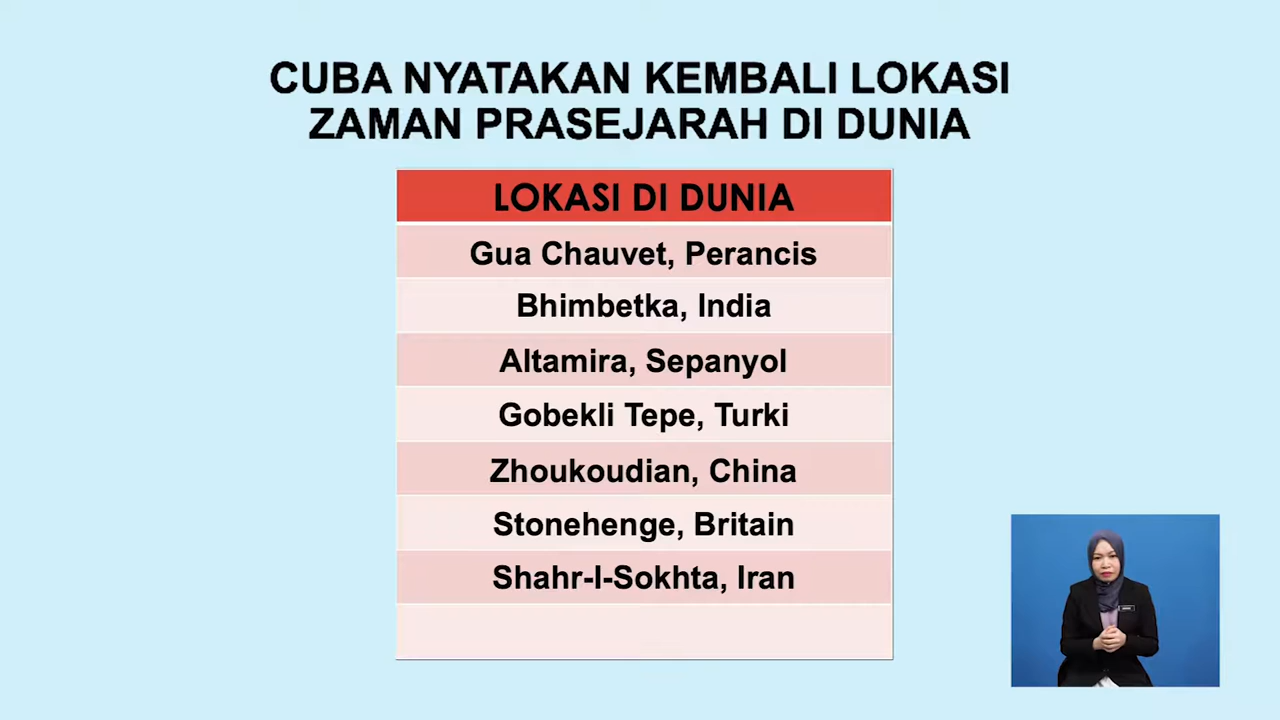 CUBA NYATAKAN KEMBALI LOKASI
ZAMAN PRASEJARAH DI DUNIA
LOKASI DI DUNIA
Gua Chauvet, Perancis
Bhimbetka, India
Altamira, Sepanyol
Gobekli Tepe, Turki
Zhoukoudian, China
Stonehenge, Britain
Shahr-I-Sokhta, Iran